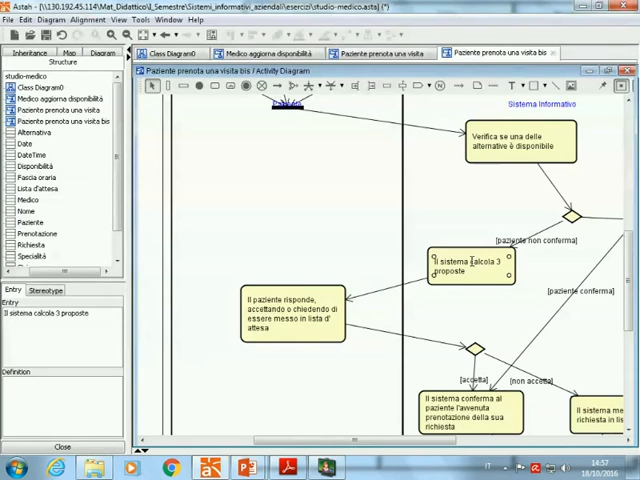 Astah - [\\130.192.45.114\Mat_Didattico\I_Semestre\Sistemi_informativi_aziendali\esercizi\studio-medico.asta] (*)
File Edit Diagram Alignment View Tools Window Help
Inheritance Map Diagram
Structure
studio-medico
Class Diagram0
Medico aggiorna disponibilità
Paziente prenota una visita
Paziente prenota una visita bis
Alternativa
Date
DateTime
Disponibilità
Fascia oraria
Lista d'attesa
Medico
Nome
Paziente
Prenotazione
Richiesta
Specialità
Entry Stereotype
Entry
Il sistema calcola 3 proposte
Definition
Close
Class Diagram0
Medico aggiorna disponibilità
Paziente prenota una visita
Paziente prenota una visita bis
Paziente prenota una visita bis / Activity Diagram
Paziente
Sistema Informativo
Verifica se una delle
alternative è disponibile
[paziente non conferma]
Il sistema calcola 3
proposte
[paziente conferma]
Il paziente risponde,
accettando o chiedendo di
essere messo in lista d'
attesa
[accetta]
[non accetta]
Il sistema conferma al
paziente l'avvenuta
prenotazione della sua
richiesta
Il sistema me
richiesta in list
IT
14:57
18/10/2016